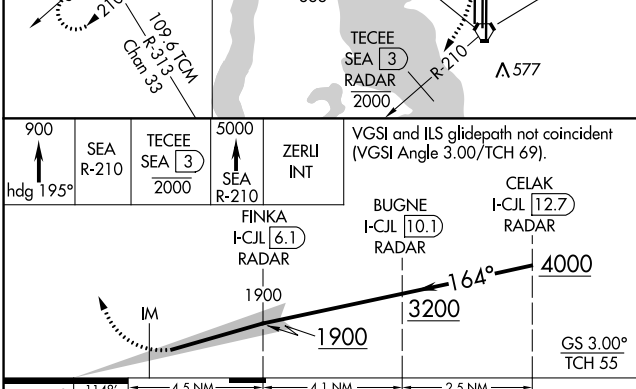 210
109.6 TCM
R-313
Chan 33
TECEE
SEA 3
RADAR
2000
R-210
577
900
hdg 195°
SEA
R-210
TECEE
SEA 3
2000
5000
SEA
R-210
ZERLI
INT
VGSI and ILS glidepath not coincident
(VGSI Angle 3.00/TCH 69).
CELAK
I-CJL 12.7
RADAR
BUGNE
I-CJL 10.1
RADAR
FINKA
I-CJL 6.1
RADAR
164°
4000
3200
1900
1900
IM
GS 3.00°
TCH 55
4.5 NM
4.1 NM
2.5 NM